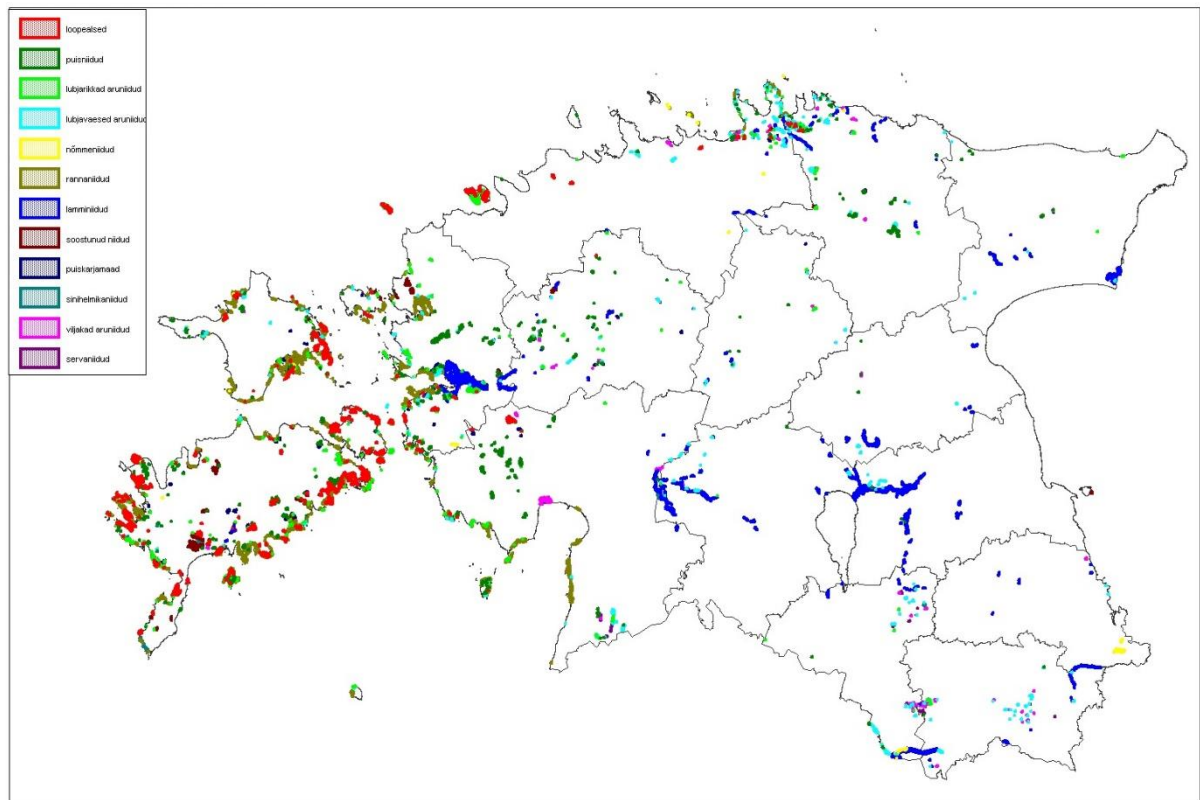 loopealsed
puisniidud
lubjarikkad aruniidud
lubjavaesed aruniidud
nõmmeniidud
rannaniidud
lamminiidud
soostunud niidud
puiskarjamaad
sinihelmikaniidud
viljakad aruniidud
servaniidud